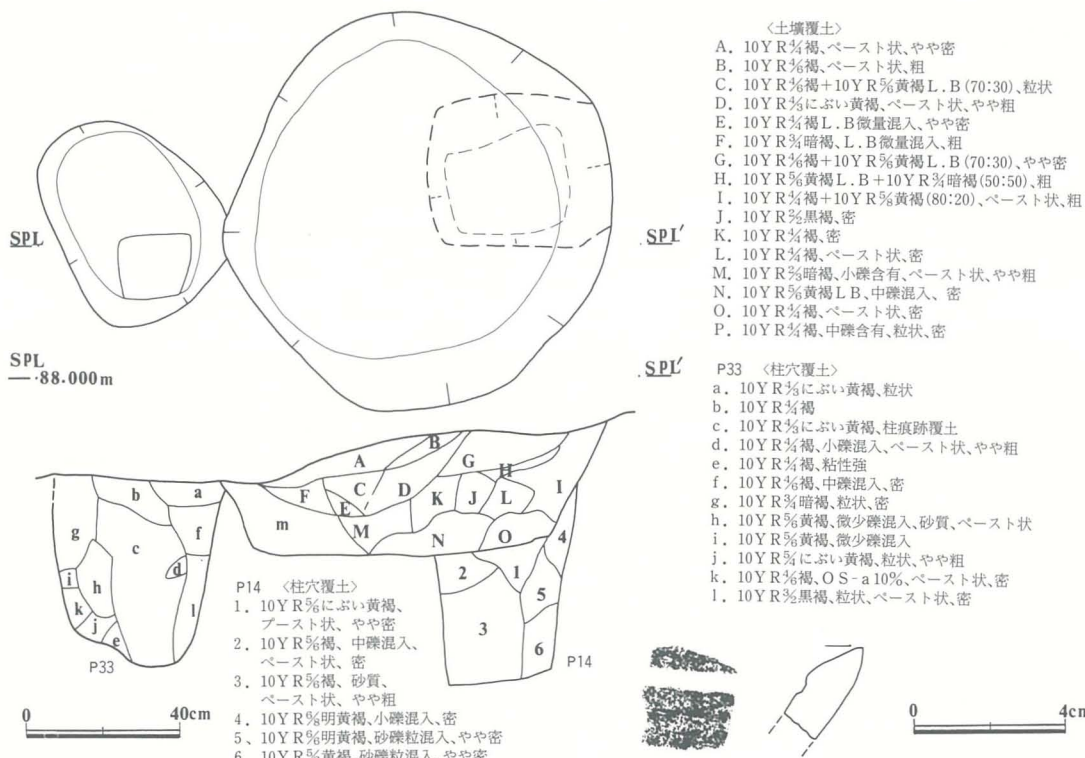 〈土壙覆土〉
A. 10YR4/4褐、ペースト状、やや密
B. 10YR4/6褐、ペースト状、粗
C. 10YR4/6褐+10YR5/6黄褐L.B(70:30)、粒状
D. 10YR4/3にぶい黄褐、ペースト状、やや粗
E. 10YR4/4褐L.B微量混入、やや密
F. 10YR3/4暗褐、L.B微量混入、粗
G. 10YR4/6褐+10YR5/6黄褐L.B(70:30)、やや密
H. 10YR5/6黄褐L.B+10YR3/4暗褐(50:50)、粗
I. 10YR4/4褐+10YR5/6黄褐(80:20)、ペースト状、粗
J. 10YR2/2黒褐、密
K. 10YR4/4褐、密
L. 10YR4/4褐、ペースト状、密
M. 10YR3/3暗褐、小礫含有、ペースト状、やや粗
N. 10YR5/6黄褐LB、中礫混入、密
O. 10YR4/4褐、ペースト状、密
P. 10YR4/4褐、中礫含有、粒状、密
SPL
SPL′
SPL
88.000m
SPL′
P33 〈柱穴覆土〉
a. 10YR4/3にぶい黄褐、粒状
b. 10YR4/4褐
c. 10YR4/3にぶい黄褐、柱痕跡覆土
d. 10YR4/4褐、小礫混入、ペースト状、やや粗
e. 10YR4/4褐、粘性強
f. 10YR4/6褐、中礫混入、密
g. 10YR3/4暗褐、粒状、密
h. 10YR5/6黄褐、微少礫混入、砂質、ペースト状
i. 10YR5/6黄褐、微少礫混入
j. 10YR5/4にぶい黄褐、粒状、やや粗
k. 10YR4/6褐、OS-a10%、ペースト状、密
l. 10YR3/2黒褐、粒状、ペースト状、密
A
B
C
D
E
F
G
H
I
J
K
L
M
N
O
m
a
b
c
d
e
f
g
h
i
j
k
l
P33
1
2
3
4
5
6
P14
P14 〈柱穴覆土〉
1. 10YR5/6にぶい黄褐、
プースト状、やや密
2. 10YR5/6褐、中礫混入、
ペースト状、密
3. 10YR5/6褐、砂質、
ペースト状、やや粗
4. 10YR6/6明黄褐、小礫混入、密
5、10YR6/6明黄褐、砂礫粒混入、やや密
6. 10YR5/6黄褐、砂礫粒混入、やや密
0 40cm
0 4cm